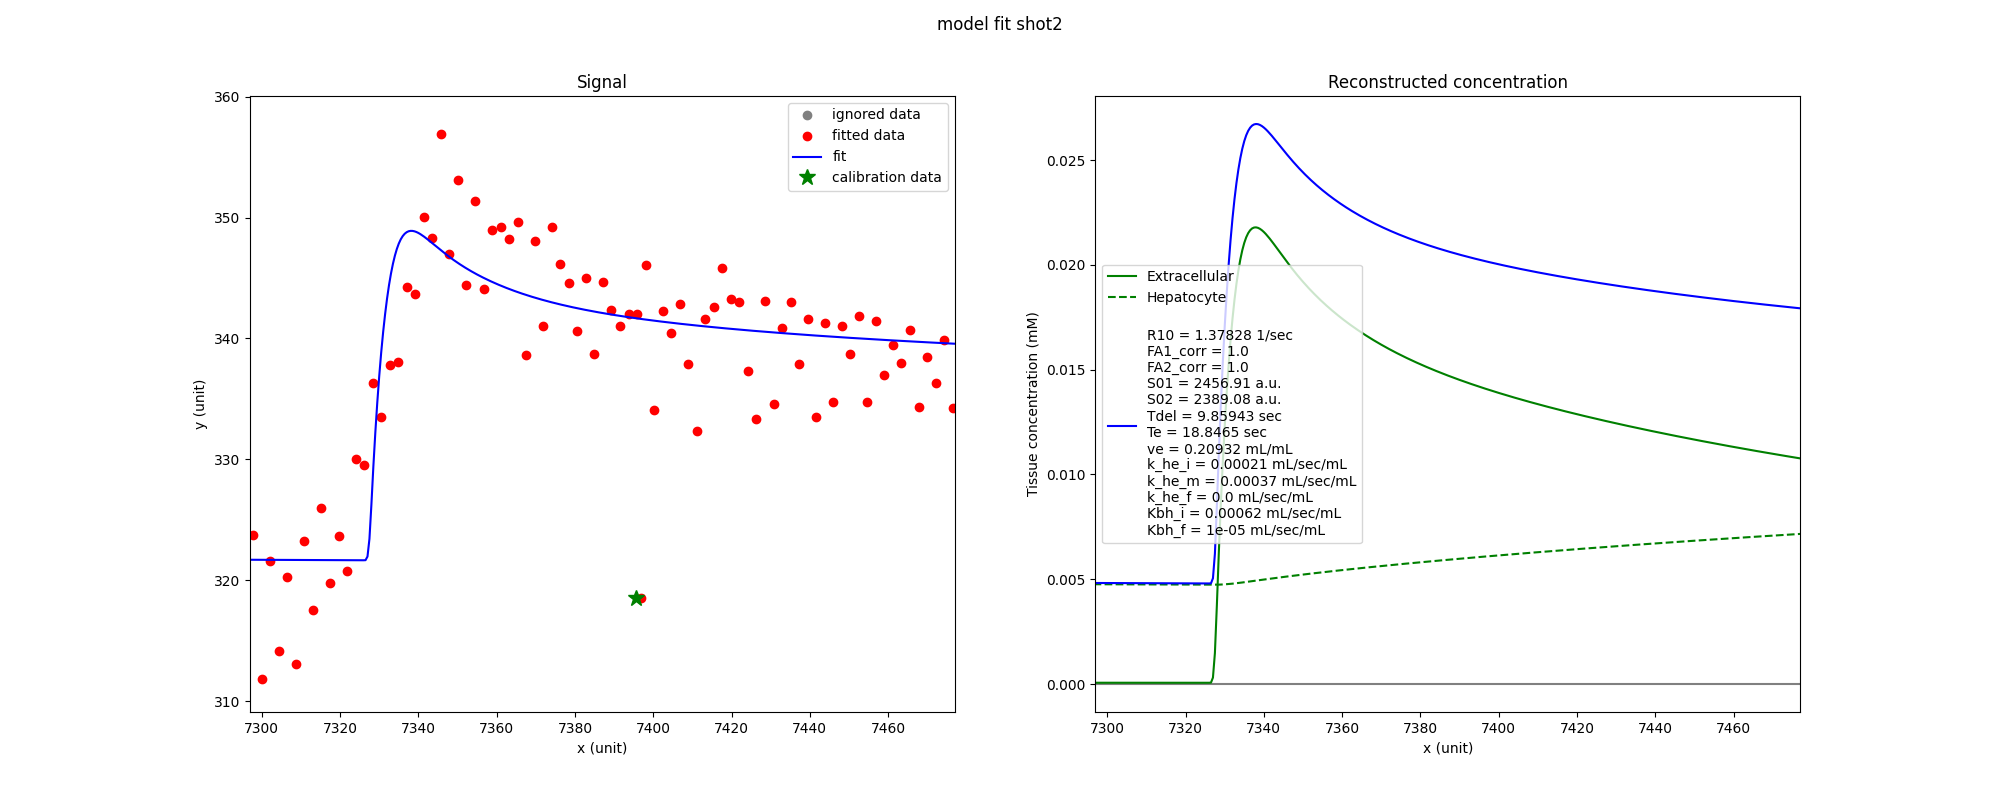 model fit shot2
Signal
360
350
340
330
320
310
y (unit)
7300 7320 7340 7360 7380 7400 7420 7440 7460
x (unit)
ignored data
fitted data
fit
calibration data
Reconstructed concentration
0.025
0.020
0.015
0.010
0.005
0.000
Tissue concentration (mM)
7300 7320 7340 7360 7380 7400 7420 7440 7460
x (unit)
Extracellular
Hepatocyte
R10 = 1.37828 1/sec
FA1_corr = 1.0
FA2_corr = 1.0
S01 = 2456.91 a.u.
S02 = 2389.08 a.u.
Tdel = 9.85943 sec
Te = 18.8465 sec
ve = 0.20932 mL/mL
k_he_i = 0.00021 mL/sec/mL
k_he_m = 0.00037 mL/sec/mL
k_he_f = 0.0 mL/sec/mL
Kbh_i = 0.00062 mL/sec/mL
Kbh_f = 1e-05 mL/sec/mL